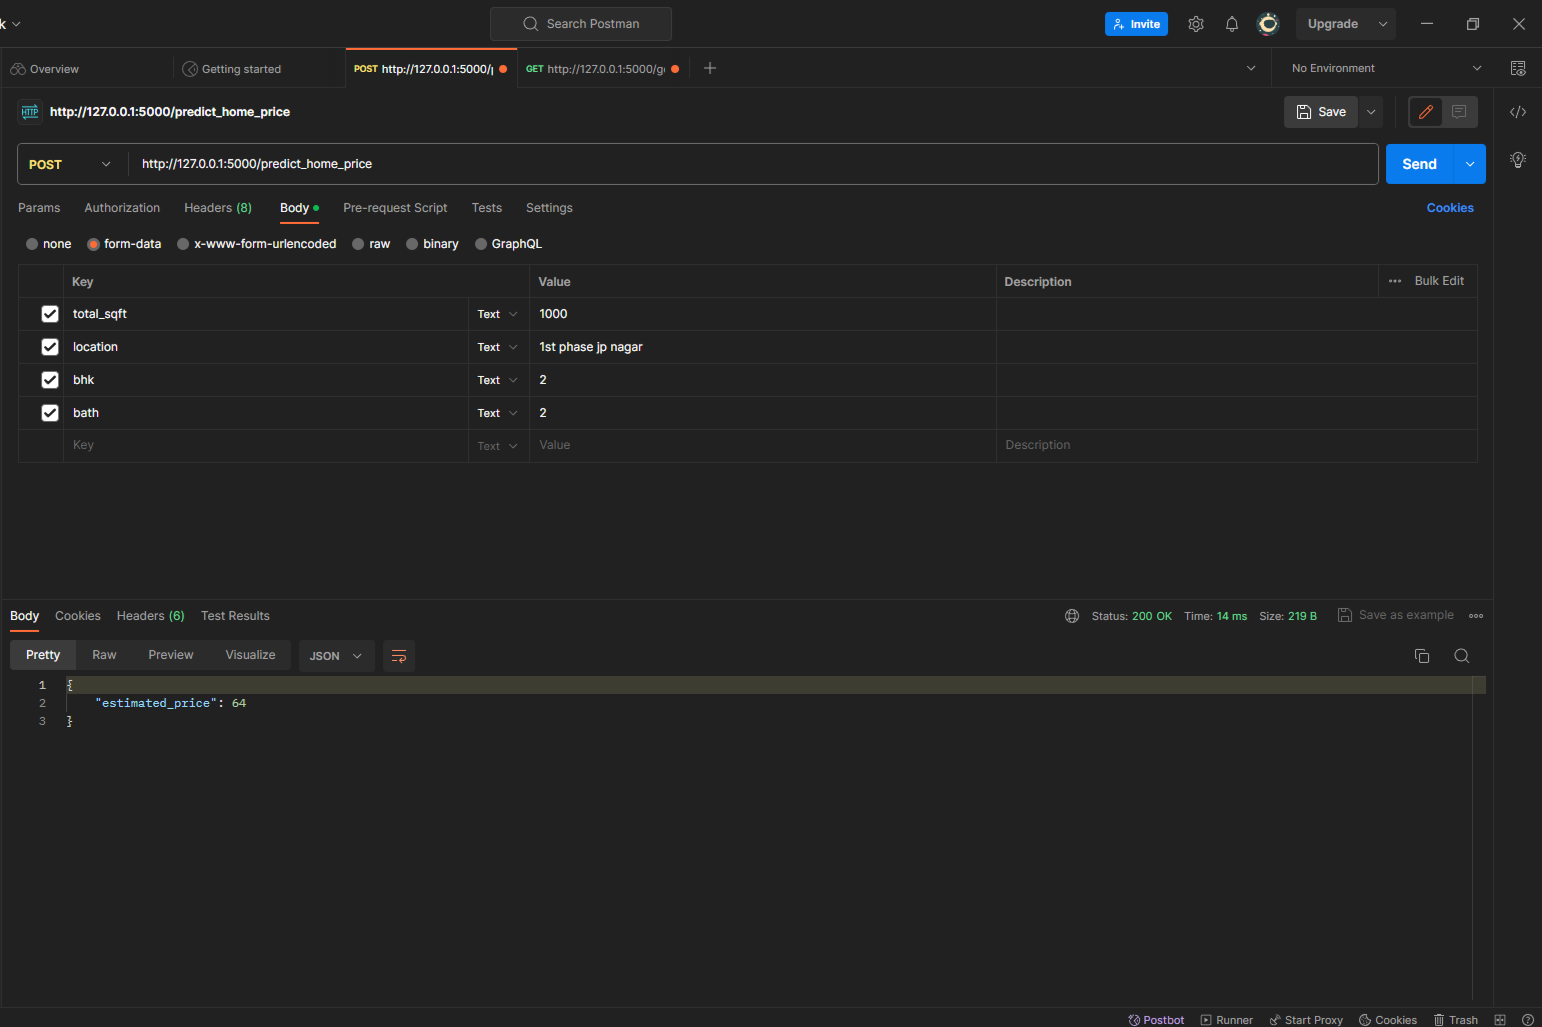 k
Search Postman
Invite
Upgrade
Overview
Getting started
POST http://127.0.0.1:5000/p
GET http://127.0.0.1:5000/ge
No Environment
HTTP http://127.0.0.1:5000/predict_home_price
Save
POST http://127.0.0.1:5000/predict_home_price
Send
Params Authorization Headers (8) Body Pre-request Script Tests Settings Cookies
none form-data x-www-form-urlencoded raw binary GraphQL
Key Value Description ••• Bulk Edit
total_sqft Text 1000
location Text 1st phase jp nagar
bhk Text 2
bath Text 2
Key Text Value Description
Body Cookies Headers (6) Test Results Status: 200 OK Time: 14 ms Size: 219 B Save as example
Pretty Raw Preview Visualize JSON
1 {
2 "estimated_price": 64
3 }
Postbot Runner Start Proxy Cookies Trash